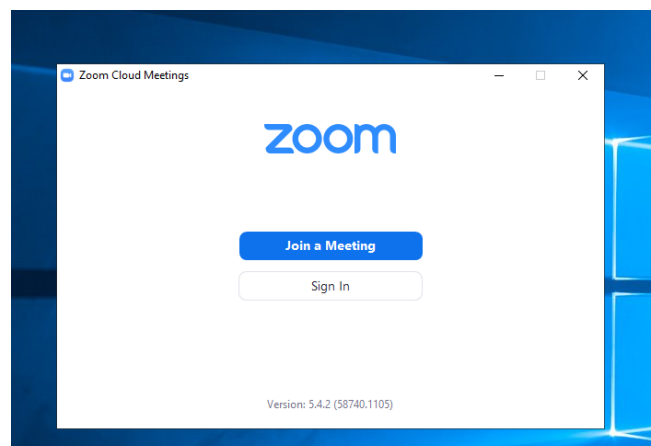 Zoom Cloud Meetings
zoom
Join a Meeting
Sign In
Version: 5.4.2 (58740.1105)